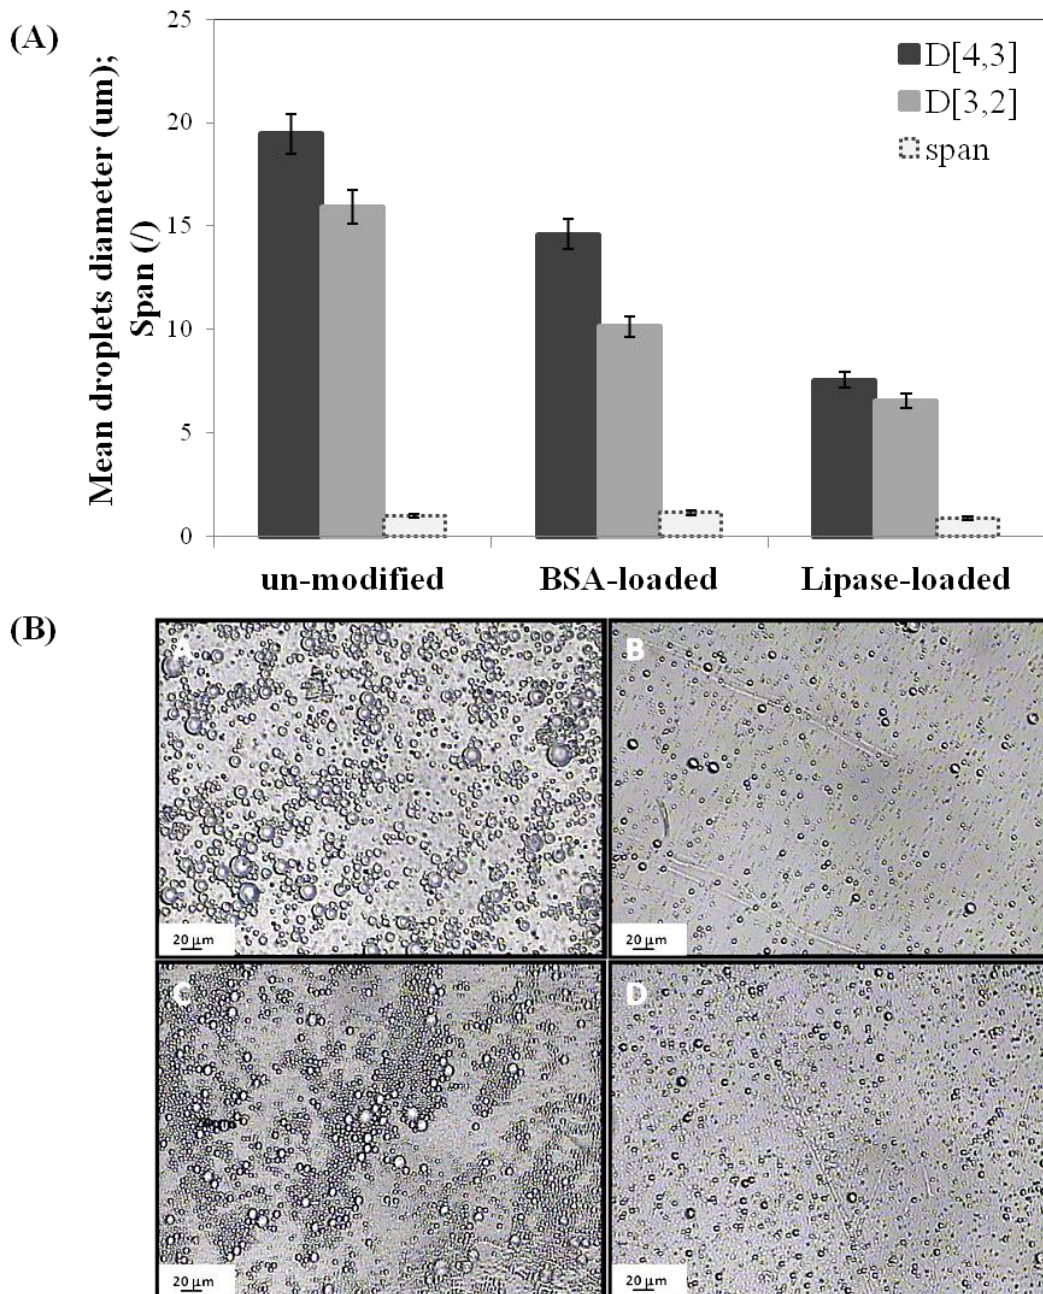 (A)
Mean droplets diameter (um);
Span (/)
25
20
15
10
5
0
D[4,3]
D[3,2]
span
un-modified BSA-loaded Lipase-loaded
(B)
A B
20 μm 20 μm
C D
20 μm 20 μm